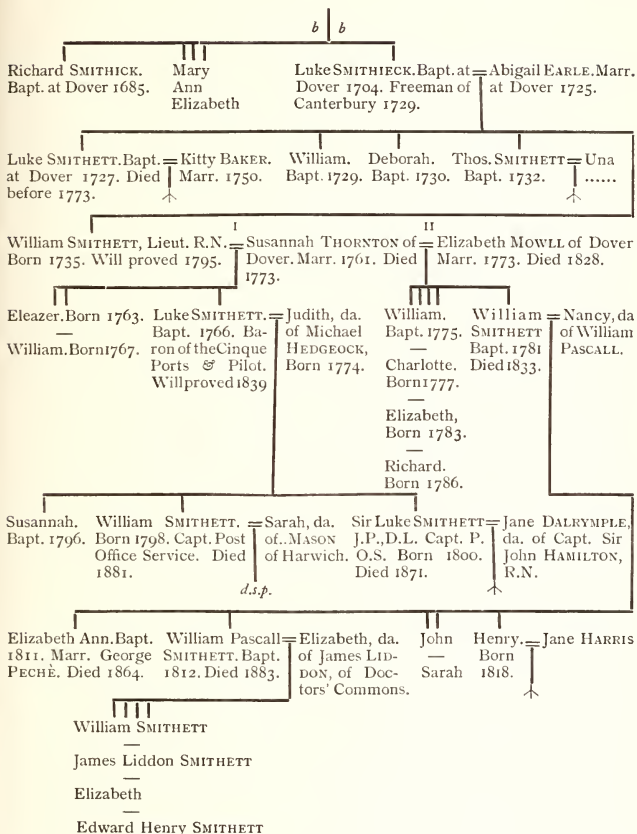 b b
Richard SMITHICK.
Bapt. at Dover 1685.
Mary
Ann
Elizabeth
Luke SMITHIECK. Bapt. at
Dover 1704. Freeman of
Canterbury 1729.
= Abigail EARLE. Marr.
at Dover 1725.
Luke SMITHETT. Bapt.
at Dover 1727. Died
before 1773.
= Kitty BAKER.
Marr. 1750.
William.
Bapt. 1729.
Deborah.
Bapt. 1730.
Thos. SMITHETT
Bapt. 1732.
= Una
......
I II
William SMITHETT, Lieut. R.N.
Born 1735. Will proved 1795.
= Susannah THORNTON of
Dover. Marr. 1761. Died
1773.
= Elizabeth MOWLL of Dover
Marr. 1773. Died 1828.
Eleazer. Born 1763.
—
William. Born 1767.
Luke SMITHETT.
Bapt. 1766. Ba-
ron of the Cinque
Ports & Pilot.
Will proved 1839
= Judith, da.
of Michael
HEDGEOCK,
Born 1774.
William.
Bapt. 1775.
—
Charlotte.
Born 1777.
—
Elizabeth,
Born 1783.
—
Richard.
Born 1786.
William
SMITHETT
Bapt. 1781
Died 1833.
= Nancy, da
of William
PASCALL.
Susannah.
Bapt. 1796.
William SMITHETT.
Born 1798. Capt. Post
Office Service. Died
1881.
= Sarah, da.
of..MASON
of Harwich.
d.s.p.
Sir Luke SMITHETT
J.P., D.L. Capt. P.
O.S. Born 1800.
Died 1871.
= Jane DALRYMPLE,
da. of Capt. Sir
John HAMILTON,
R.N.
Elizabeth Ann. Bapt.
1811. Marr. George
PECHÈ. Died 1864.
William Pascall
SMITHETT. Bapt.
1812. Died 1883.
= Elizabeth, da.
of James LID-
DON, of Doc-
tors' Commons.
John
—
Sarah
Henry.
Born
1818.
= Jane HARRIS
William SMITHETT
—
James Liddon SMITHETT
—
Elizabeth
—
Edward Henry SMITHETT